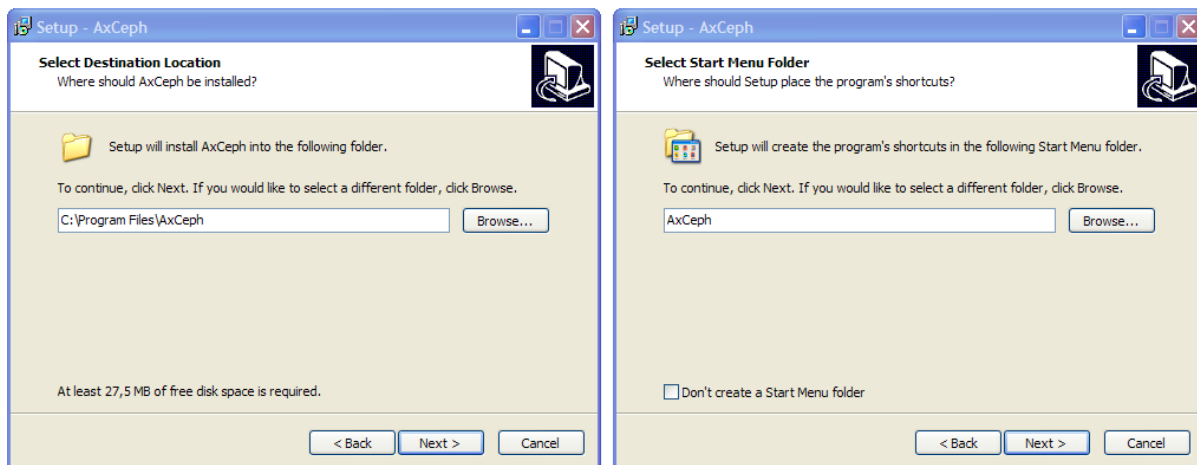 Setup - AxCeph
Select Destination Location
Where should AxCeph be installed?
Setup will install AxCeph into the following folder.
To continue, click Next. If you would like to select a different folder, click Browse.
C:\Program Files\AxCeph
Browse...
At least 27,5 MB of free disk space is required.
< Back
Next >
Cancel
Setup - AxCeph
Select Start Menu Folder
Where should Setup place the program's shortcuts?
Setup will create the program's shortcuts in the following Start Menu folder.
To continue, click Next. If you would like to select a different folder, click Browse.
AxCeph
Browse...
Don't create a Start Menu folder
< Back
Next >
Cancel